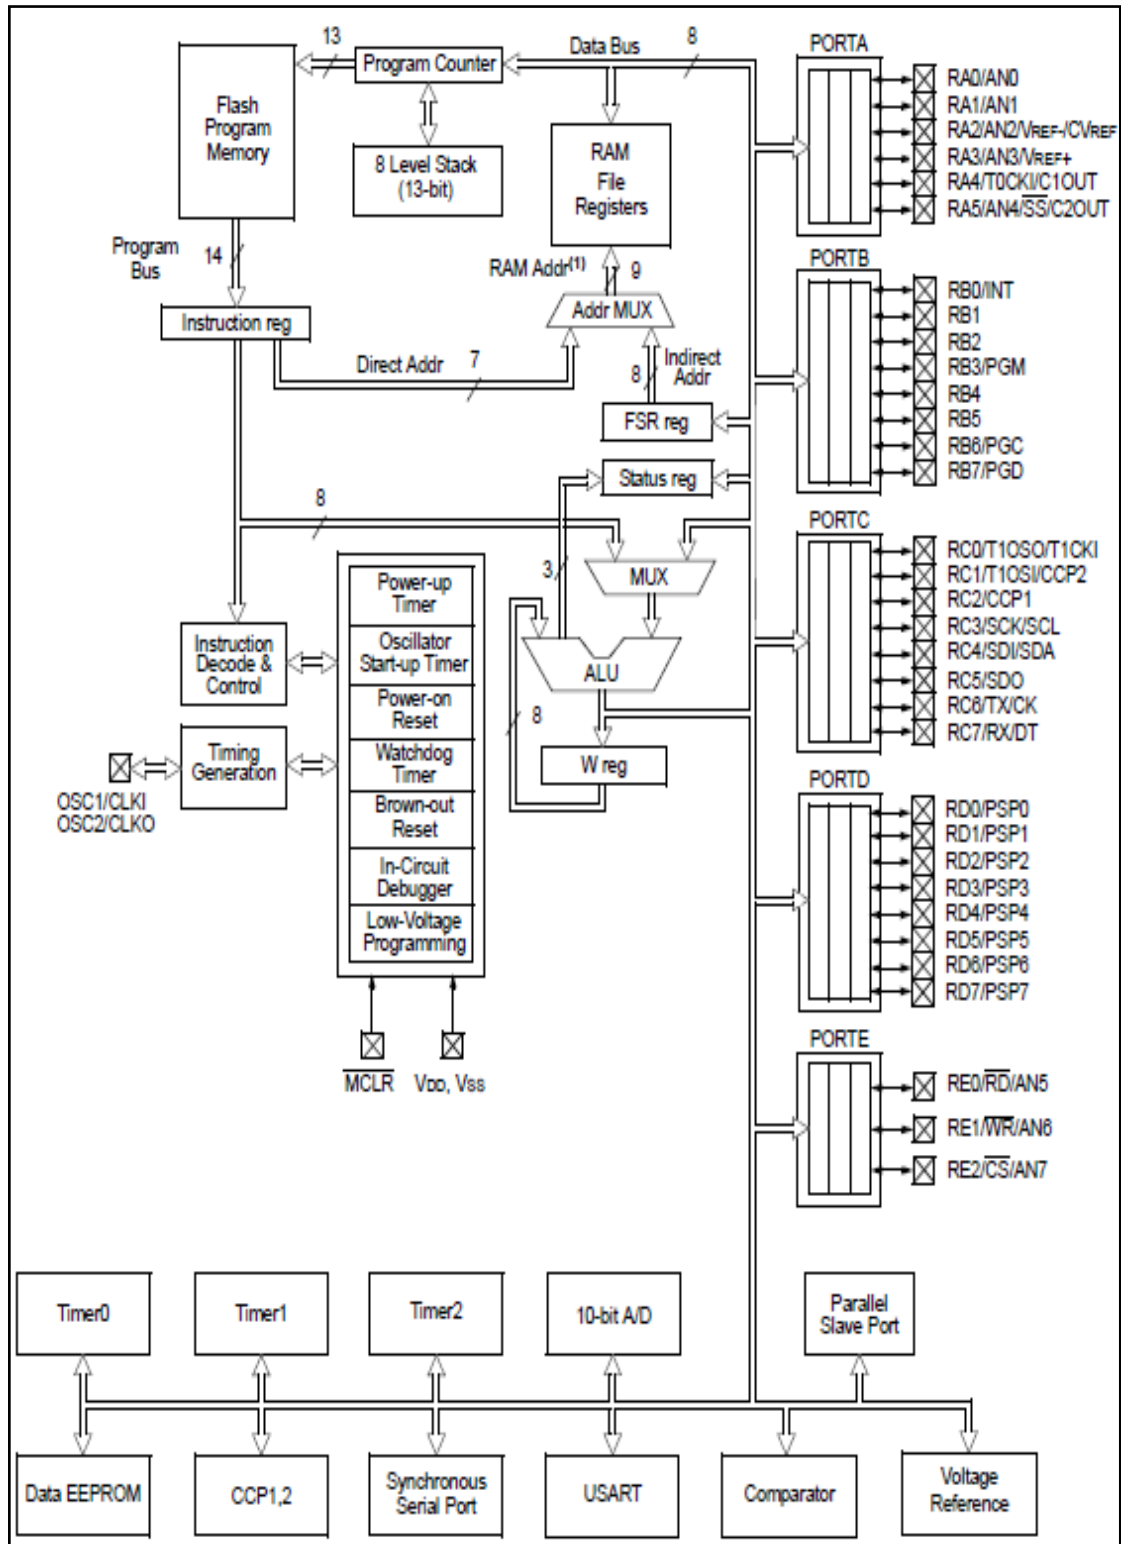 13
Data Bus
8
PORTA
Program Counter
Flash
Program
Memory
8 Level Stack
(13-bit)
RAM
File
Registers
RA0/AN0
RA1/AN1
RA2/AN2/VREF-/CVREF
RA3/AN3/VREF+
RA4/T0CKI/C1OUT
RA5/AN4/SS/C2OUT
Program
Bus
14
RAM Addr(1)
9
PORTB
Addr MUX
Instruction reg
Direct Addr
7
8
Indirect
Addr
FSR reg
Status reg
RB0/INT
RB1
RB2
RB3/PGM
RB4
RB5
RB6/PGC
RB7/PGD
8
PORTC
3
MUX
RC0/T1OSO/T1CKI
RC1/T1OSI/CCP2
RC2/CCP1
RC3/SCK/SCL
RC4/SDI/SDA
RC5/SDO
RC6/TX/CK
RC7/RX/DT
Power-up
Timer
Oscillator
Start-up Timer
Power-on
Reset
Watchdog
Timer
Brown-out
Reset
In-Circuit
Debugger
Low-Voltage
Programming
Instruction
Decode &
Control
ALU
8
W reg
Timing
Generation
OSC1/CLKI
OSC2/CLKO
PORTD
RD0/PSP0
RD1/PSP1
RD2/PSP2
RD3/PSP3
RD4/PSP4
RD5/PSP5
RD6/PSP6
RD7/PSP7
MCLR
VDD, VSS
PORTE
RE0/RD/AN5
RE1/WR/AN6
RE2/CS/AN7
Timer0
Timer1
Timer2
10-bit A/D
Parallel
Slave Port
Data EEPROM
CCP1,2
Synchronous
Serial Port
USART
Comparator
Voltage
Reference